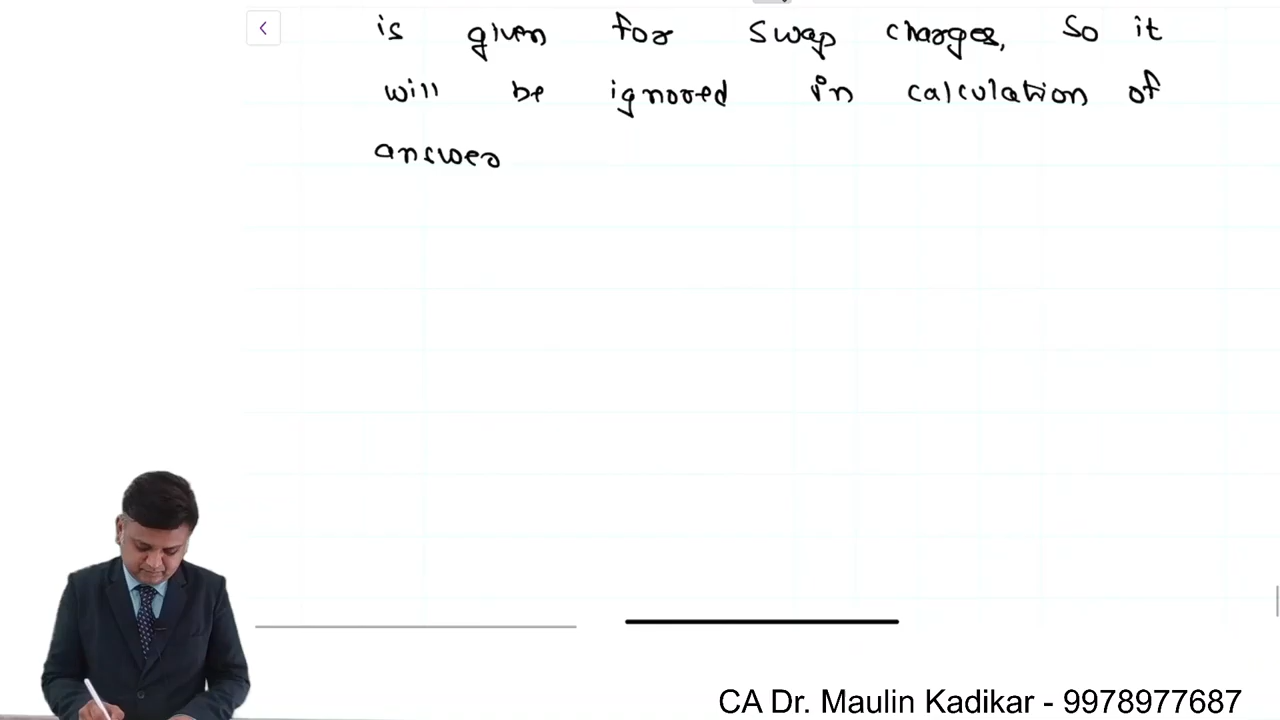 is given for swap charges, so it
will be ignored in calculation of
answer
CA Dr. Maulin Kadikar - 9978977687